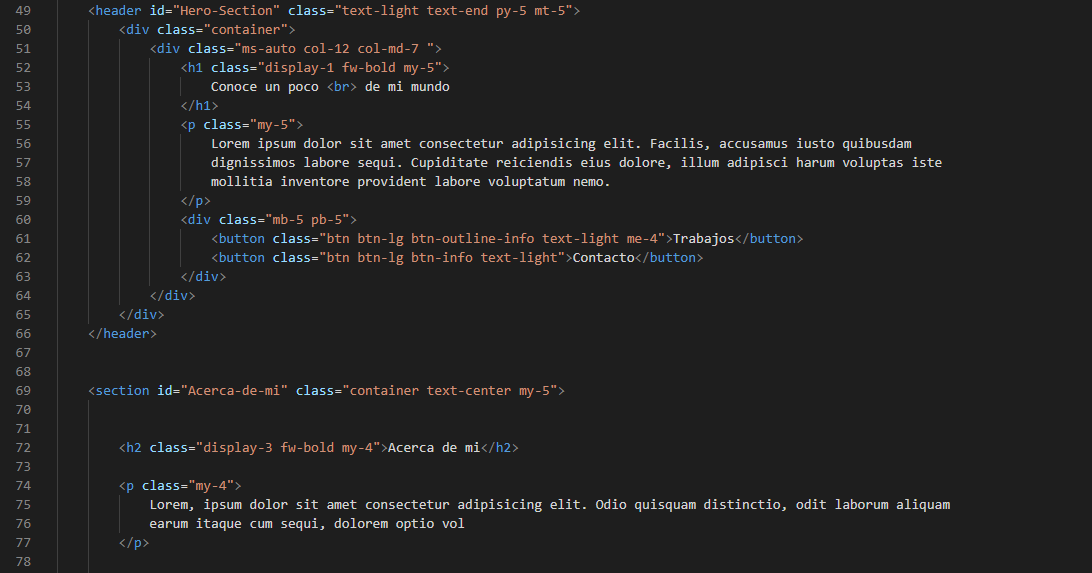 49 <header id="Hero-Section" class="text-light text-end py-5 mt-5">
50 <div class="container">
51 <div class="ms-auto col-12 col-md-7 ">
52 <h1 class="display-1 fw-bold my-5">
53 Conoce un poco <br> de mi mundo
54 </h1>
55 <p class="my-5">
56 Lorem ipsum dolor sit amet consectetur adipisicing elit. Facilis, accusamus iusto quibusdam
57 dignissimos labore sequi. Cupiditate reiciendis eius dolore, illum adipisci harum voluptas iste
58 mollitia inventore provident labore voluptatum nemo.
59 </p>
60 <div class="mb-5 pb-5">
61 <button class="btn btn-lg btn-outline-info text-light me-4">Trabajos</button>
62 <button class="btn btn-lg btn-info text-light">Contacto</button>
63 </div>
64 </div>
65 </div>
66 </header>
67
68
69 <section id="Acerca-de-mi" class="container text-center my-5">
70
71
72 <h2 class="display-3 fw-bold my-4">Acerca de mi</h2>
73
74 <p class="my-4">
75 Lorem, ipsum dolor sit amet consectetur adipisicing elit. Odio quisquam distinctio, odit laborum aliquam
76 earum itaque cum sequi, dolorem optio vol
77 </p>
78